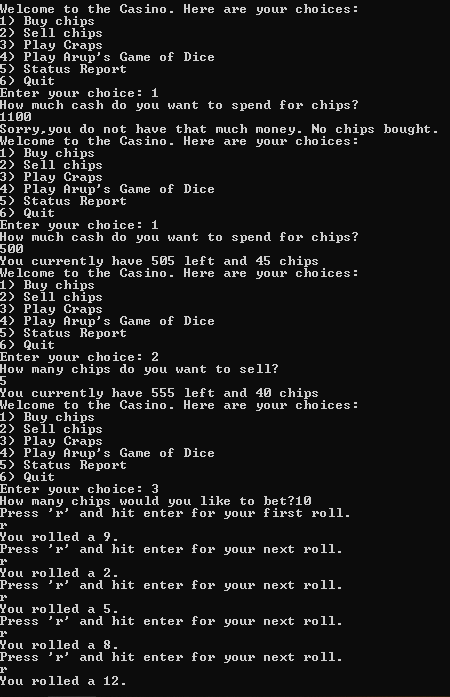 Welcome to the Casino. Here are your choices:
1) Buy chips
2) Sell chips
3) Play Craps
4) Play Arup's Game of Dice
5) Status Report
6) Quit
Enter your choice: 1
How much cash do you want to spend for chips?
1100
Sorry,you do not have that much money. No chips bought.
Welcome to the Casino. Here are your choices:
1) Buy chips
2) Sell chips
3) Play Craps
4) Play Arup's Game of Dice
5) Status Report
6) Quit
Enter your choice: 1
How much cash do you want to spend for chips?
500
You currently have 505 left and 45 chips
Welcome to the Casino. Here are your choices:
1) Buy chips
2) Sell chips
3) Play Craps
4) Play Arup's Game of Dice
5) Status Report
6) Quit
Enter your choice: 2
How many chips do you want to sell?
5
You currently have 555 left and 40 chips
Welcome to the Casino. Here are your choices:
1) Buy chips
2) Sell chips
3) Play Craps
4) Play Arup's Game of Dice
5) Status Report
6) Quit
Enter your choice: 3
How many chips would you like to bet?10
Press 'r' and hit enter for your first roll.
r
You rolled a 9.
Press 'r' and hit enter for your next roll.
r
You rolled a 2.
Press 'r' and hit enter for your next roll.
r
You rolled a 5.
Press 'r' and hit enter for your next roll.
r
You rolled a 8.
Press 'r' and hit enter for your next roll.
r
You rolled a 12.